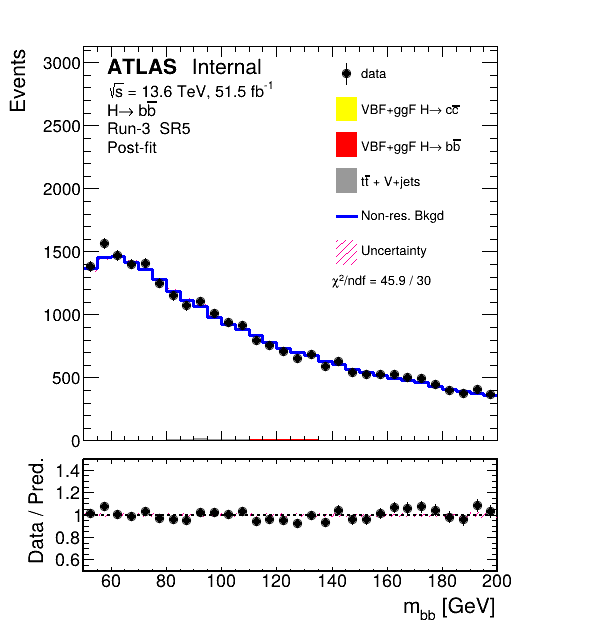 Events
3000
2500
2000
1500
1000
500
0
ATLAS Internal
√s = 13.6 TeV, 51.5 fb⁻¹
H→ bb̅
Run-3 SR5
Post-fit
data
VBF+ggF H→ cc̅
VBF+ggF H→ bb̅
tt̅ + V+jets
Non-res. Bkgd
Uncertainty
χ²/ndf = 45.9 / 30
Data / Pred.
1.4
1.2
1
0.8
0.6
60 80 100 120 140 160 180 200
m_bb [GeV]